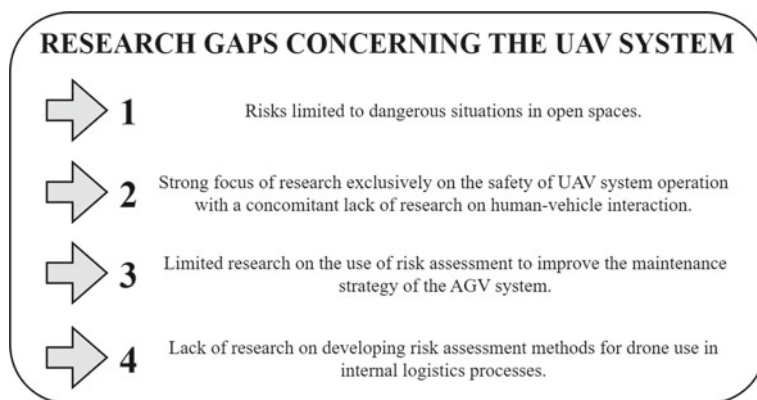 RESEARCH GAPS CONCERNING THE UAV SYSTEM
1 Risks limited to dangerous situations in open spaces.
2 Strong focus of research exclusively on the safety of UAV system operation
with a concomitant lack of research on human-vehicle interaction.
3 Limited research on the use of risk assessment to improve the maintenance
strategy of the AGV system.
4 Lack of research on developing risk assessment methods for drone use in
internal logistics processes.